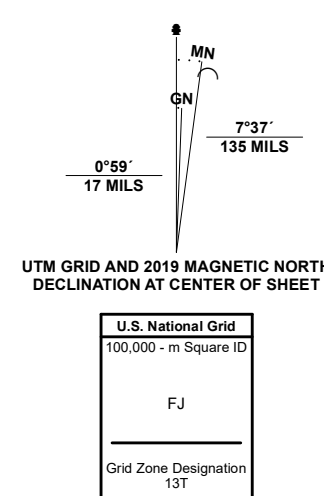 MN
GN
7°37´
135 MILS
0°59´
17 MILS
UTM GRID AND 2019 MAGNETIC NORTH
DECLINATION AT CENTER OF SHEET
U.S. National Grid
100,000 - m Square ID
FJ
Grid Zone Designation
13T